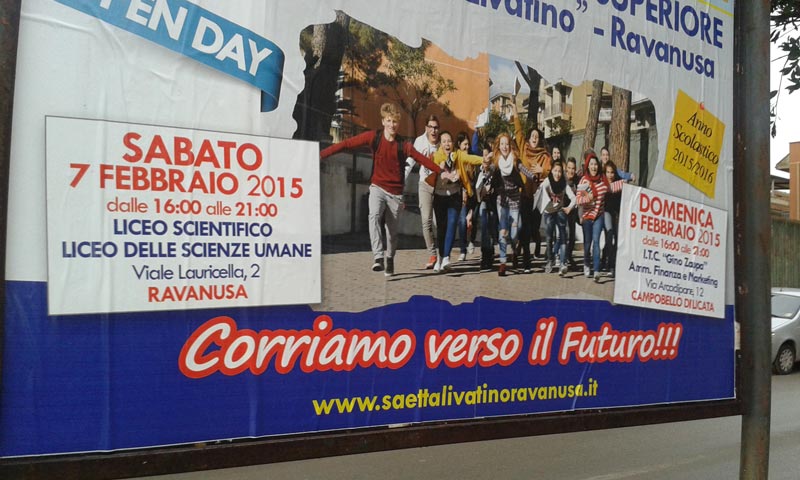 EN DAY
SUPERIORE
Livatino" - Ravanusa
Anno
Scolastico
2015/2016
SABATO
7 FEBBRAIO 2015
dalle 16:00 alle 21:00
LICEO SCIENTIFICO
LICEO DELLE SCIENZE UMANE
Viale Lauricella, 2
RAVANUSA
DOMENICA
8 FEBBRAIO 2015
dalle 16:00 alle 21:00
I.T.C. "Gino Zappa"
Amm. Finanza e Marketing
Via Arcodipane, 12
CAMPOBELLO DI LICATA
Corriamo verso il Futuro!!!
www.saettalivatinoravanusa.it